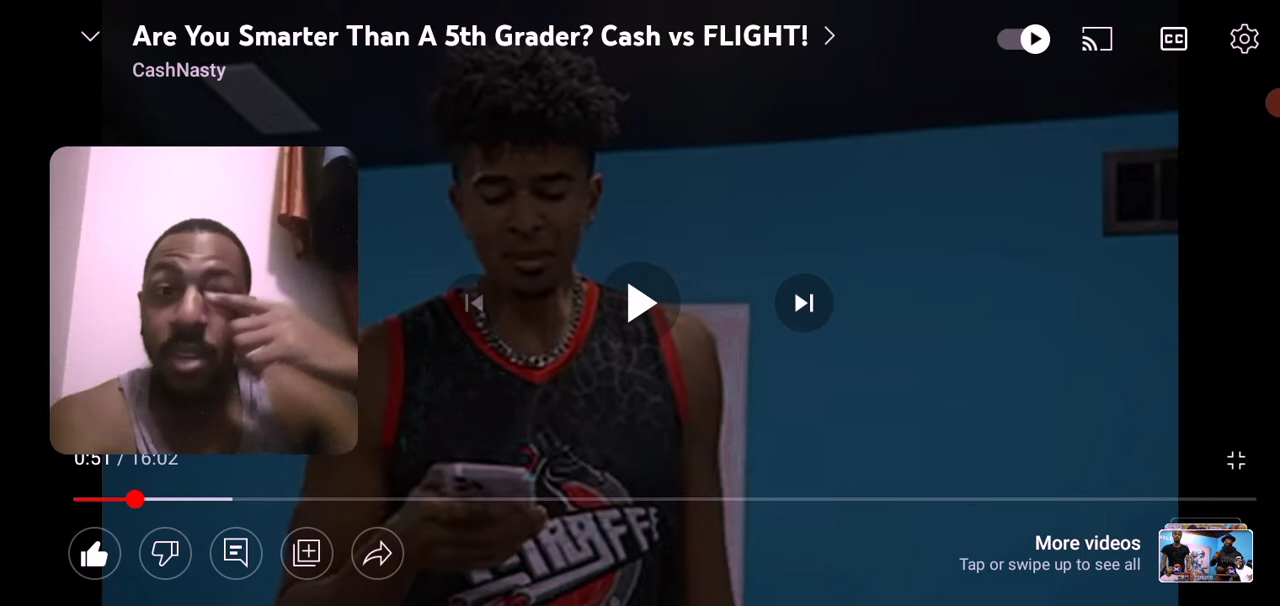 Are You Smarter Than A 5th Grader? Cash vs FLIGHT!
CashNasty
CC
0:51 / 16:02
More videos
Tap or swipe up to see all